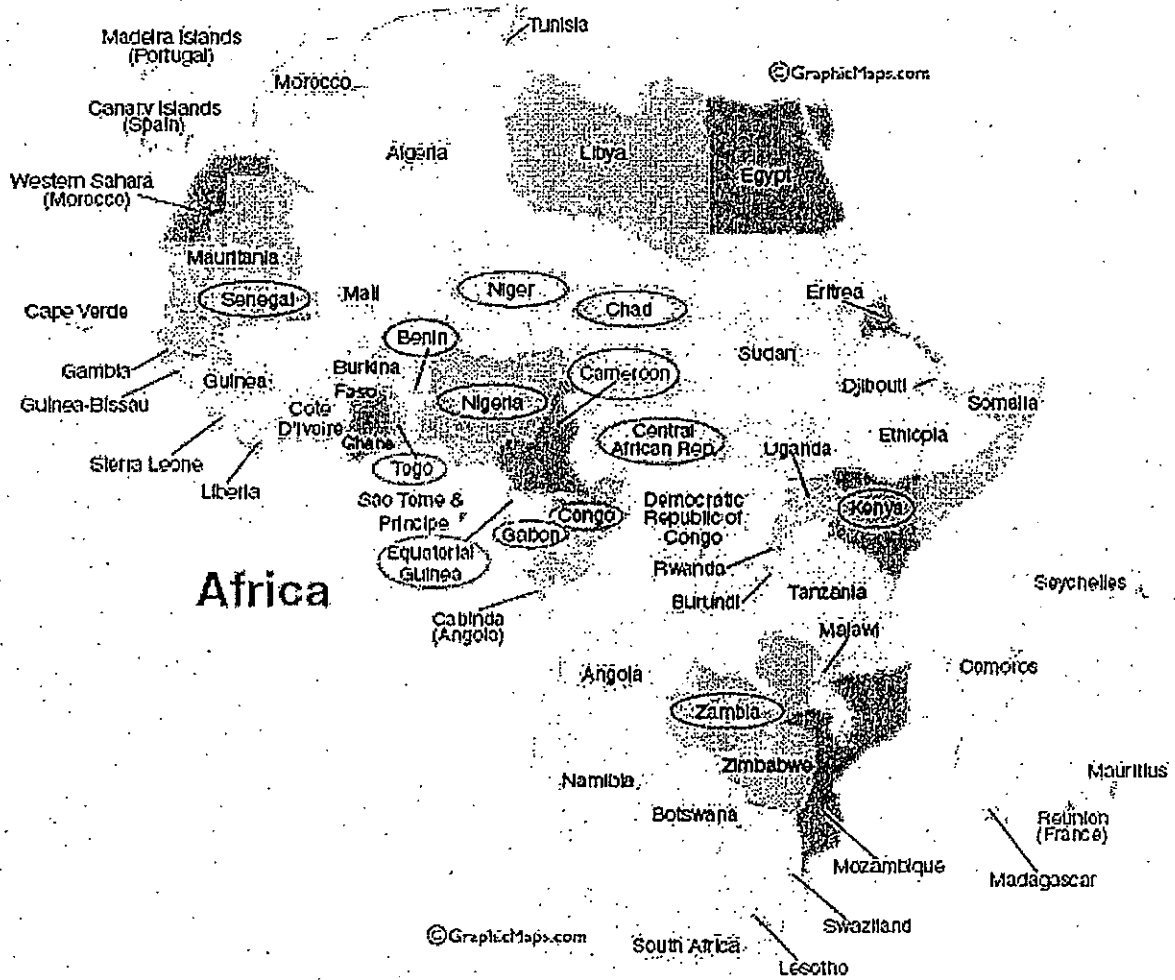 Tunisia
Madeira Islands
(Portugal)
©GraphicMaps.com
Morocco
Canary Islands
(Spain)
Algeria
Libya
Egypt
Western Sahara
(Morocco)
Mauritania
Senegal
Mali
Niger
Chad
Eritrea
Cape Verde
Benin
Sudan
Gambia
Guinea
Burkina
Faso
Cameroon
Djibouti
Guinea-Bissau
Nigeria
Somalia
Cote
D'Ivoire
Ghana
Central
African Rep
Ethiopia
Uganda
Sierra Leone
Togo
Liberia
Sao Tome &
Principe
Congo
Democratic
Republic of
Congo
Kenya
Gabon
Equatorial
Guinea
Rwanda
Africa
Burundi
Tanzania
Seychelles
Cabinda
(Angola)
Malawi
Angola
Comoros
Zambia
Zimbabwe
Namibia
Mauritius
Botswana
Reunion
(France)
Mozambique
Madagascar
Swaziland
©GraphicMaps.com
South Africa
Lesotho